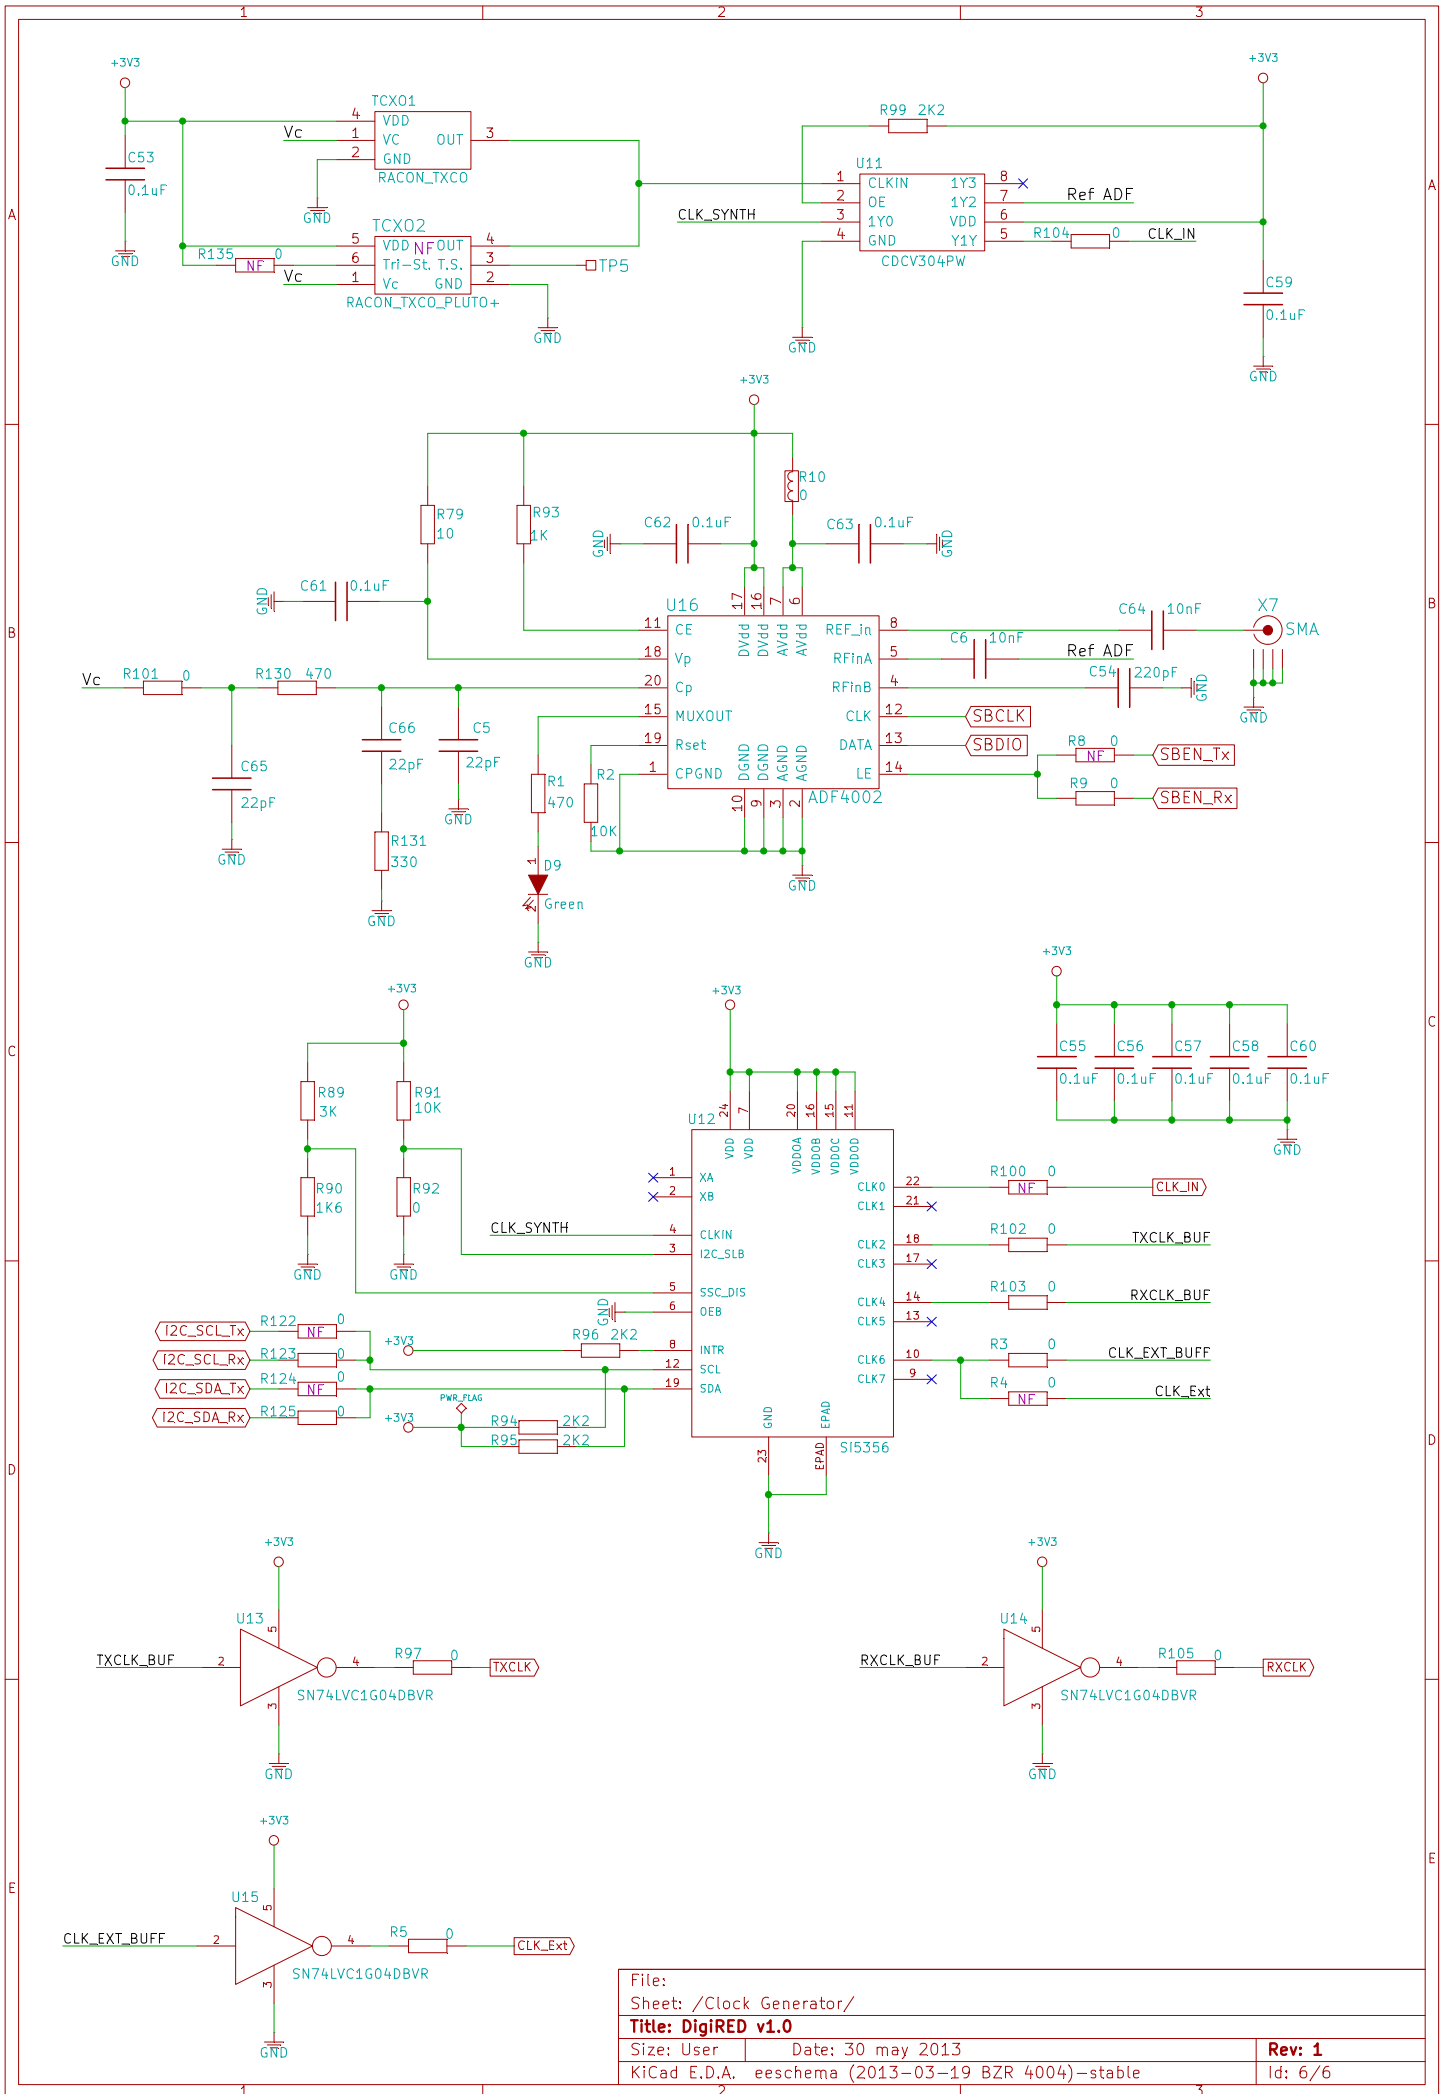 1 2 3
+3V3
TCXO1
4 VDD
Vc 1 VC OUT 3
2 GND
RACON_TXCO
C53
0.1uF
GND
GND
TCXO2
5 VDD NF OUT 4
R135 0
NF
6 Tri-St. T.S. 3
TP5
Vc 1 Vc GND 2
RACON_TXCO_PLUTO+
GND
+3V3
R99 2K2
U11
1 CLKIN 1Y3 8
2 OE 1Y2 7 Ref ADF
CLK_SYNTH 3 1Y0 VDD 6
4 GND Y1Y 5 R104 0 CLK_IN
CDCV304PW
GND
C59
0.1uF
GND
A A
+3V3
R10
0
R79
10
R93
1K
C62 0.1uF
GND
C63 0.1uF
GND
C61 0.1uF
GND
U16
17 16 7 6
DVdd DVdd AVdd AVdd
11 CE REF_in 8
18 Vp RFinA 5
20 Cp RFinB 4
15 MUXOUT CLK 12
19 Rset DATA 13
1 CPGND LE 14
DGND DGND AGND AGND
10 9 3 2
ADF4002
GND
C64 10nF
X7
SMA
GND
C6 10nF
Ref ADF
C54 220pF
GND
SBCLK
SBDIO
R8 0
NF
SBEN_Tx
R9 0
SBEN_Rx
Vc
R101 0
R130 470
C65
22pF
GND
C66
22pF
R131
330
GND
C5
22pF
GND
R1
470
R2
10K
1
D9
2
Green
GND
B B
+3V3
R89
3K
R91
10K
R90
1K6
R92
0
GND
GND
+3V3
+3V3
C55
0.1uF
C56
0.1uF
C57
0.1uF
C58
0.1uF
C60
0.1uF
GND
C C
U12
24 7 20 16 15 11
VDD VDD VDDOA VDDOB VDDOC VDDOD
1 XA
2 XB
CLK_SYNTH 4 CLKIN
3 I2C_SLB
5 SSC_DIS
GND 6 OEB
+3V3 R96 2K2 8 INTR
12 SCL
19 SDA
CLK0 22 R100 0
NF
CLK_IN
CLK1 21
CLK2 18 R102 0 TXCLK_BUF
CLK3 17
CLK4 14 R103 0 RXCLK_BUF
CLK5 13
CLK6 10 R3 0 CLK_EXT_BUFF
CLK7 9
R4 0
NF
CLK_Ext
GND EPAD
23 EPAD
SI5356
GND
I2C_SCL_Tx R122 NF 0
I2C_SCL_Rx R123 0
I2C_SDA_Tx R124 NF 0
I2C_SDA_Rx R125 0
PWR_FLAG
+3V3
R94 2K2
R95 2K2
D D
+3V3
U13
5
TXCLK_BUF 2 4 R97 0 TXCLK
3
SN74LVC1G04DBVR
GND
+3V3
U14
5
RXCLK_BUF 2 4 R105 0 RXCLK
3
SN74LVC1G04DBVR
GND
+3V3
U15
5
CLK_EXT_BUFF 2 4 R5 0 CLK_Ext
3
SN74LVC1G04DBVR
GND
E E
File:
Sheet: /Clock Generator/
Title: DigiRED v1.0
Size: User Date: 30 may 2013 Rev: 1
KiCad E.D.A. eeschema (2013-03-19 BZR 4004)-stable Id: 6/6
1 2 3